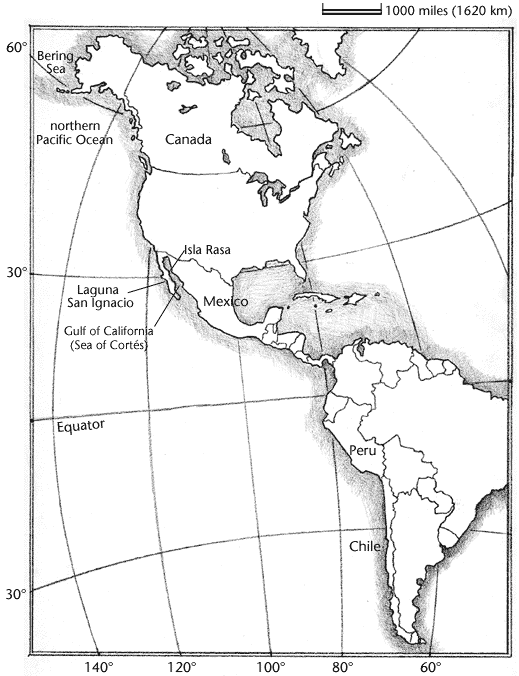 1000 miles (1620 km)
60°
Bering
Sea
northern
Pacific Ocean
Canada
Isla Rasa
30°
Laguna
San Ignacio
Mexico
Gulf of California
(Sea of Cortés)
Equator
Peru
Chile
30°
140° 120° 100° 80° 60°